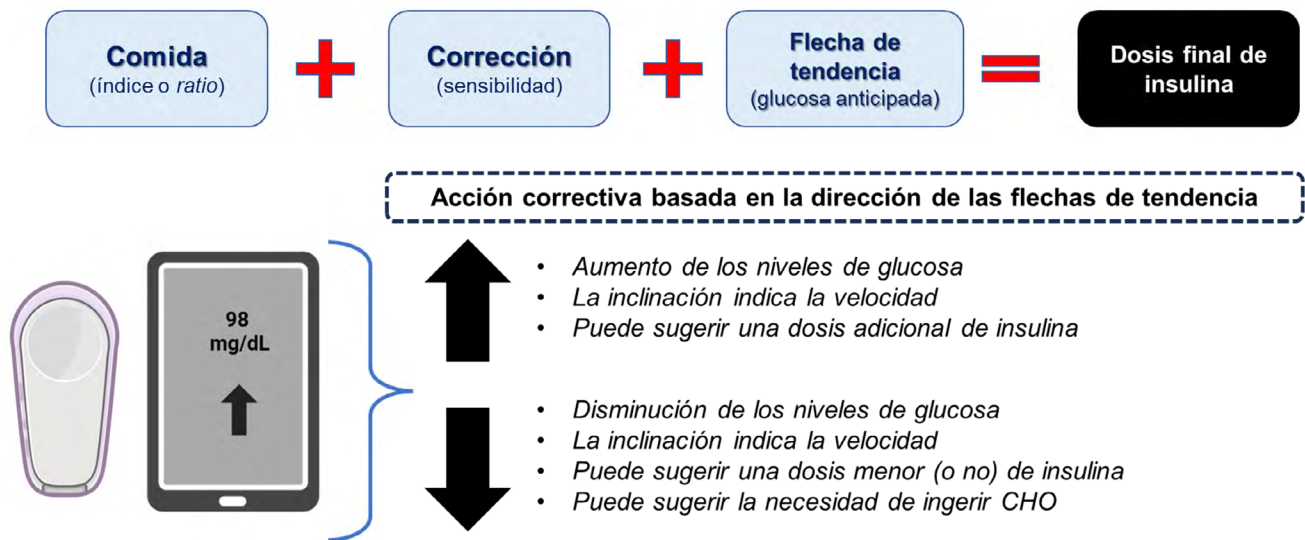 Comida
(índice o ratio)
+
Corrección
(sensibilidad)
+
Flecha de
tendencia
(glucosa anticipada)
=
Dosis final de
insulina
Acción correctiva basada en la dirección de las flechas de tendencia
98
mg/dL
• Aumento de los niveles de glucosa
• La inclinación indica la velocidad
• Puede sugerir una dosis adicional de insulina
• Disminución de los niveles de glucosa
• La inclinación indica la velocidad
• Puede sugerir una dosis menor (o no) de insulina
• Puede sugerir la necesidad de ingerir CHO